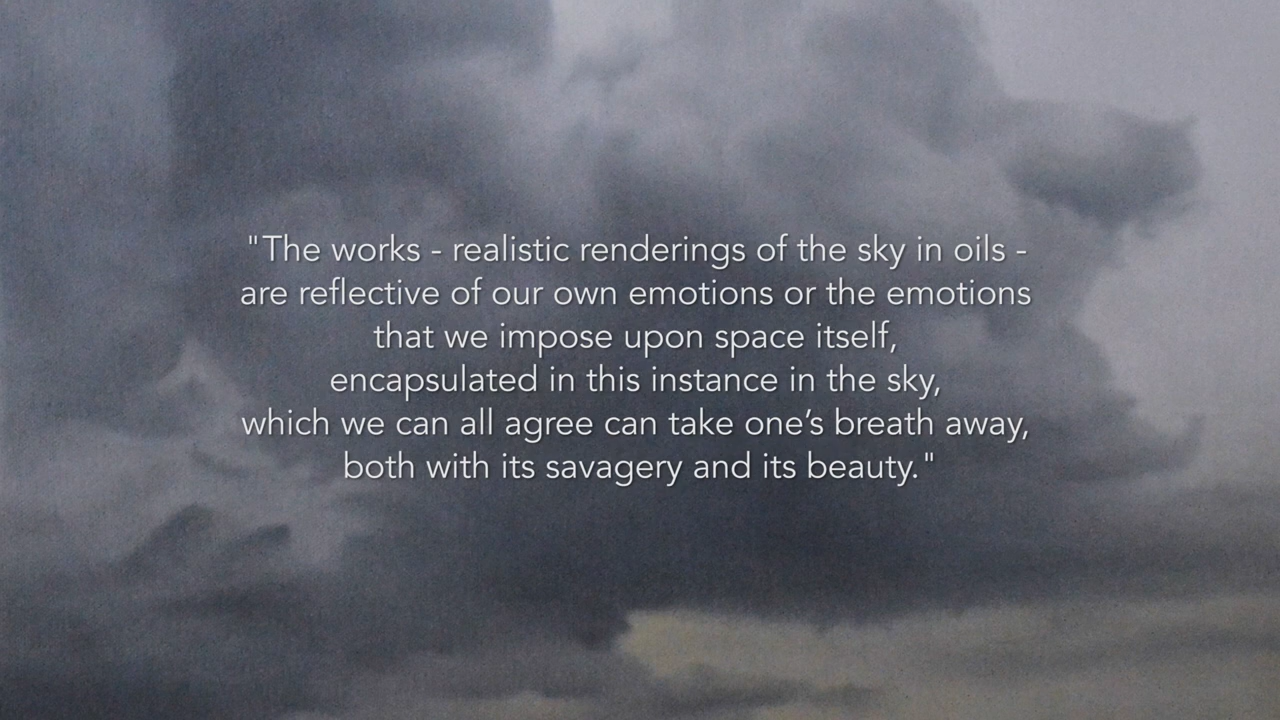 "The works - realistic renderings of the sky in oils -
are reflective of our own emotions or the emotions
that we impose upon space itself,
encapsulated in this instance in the sky,
which we can all agree can take one’s breath away,
both with its savagery and its beauty."